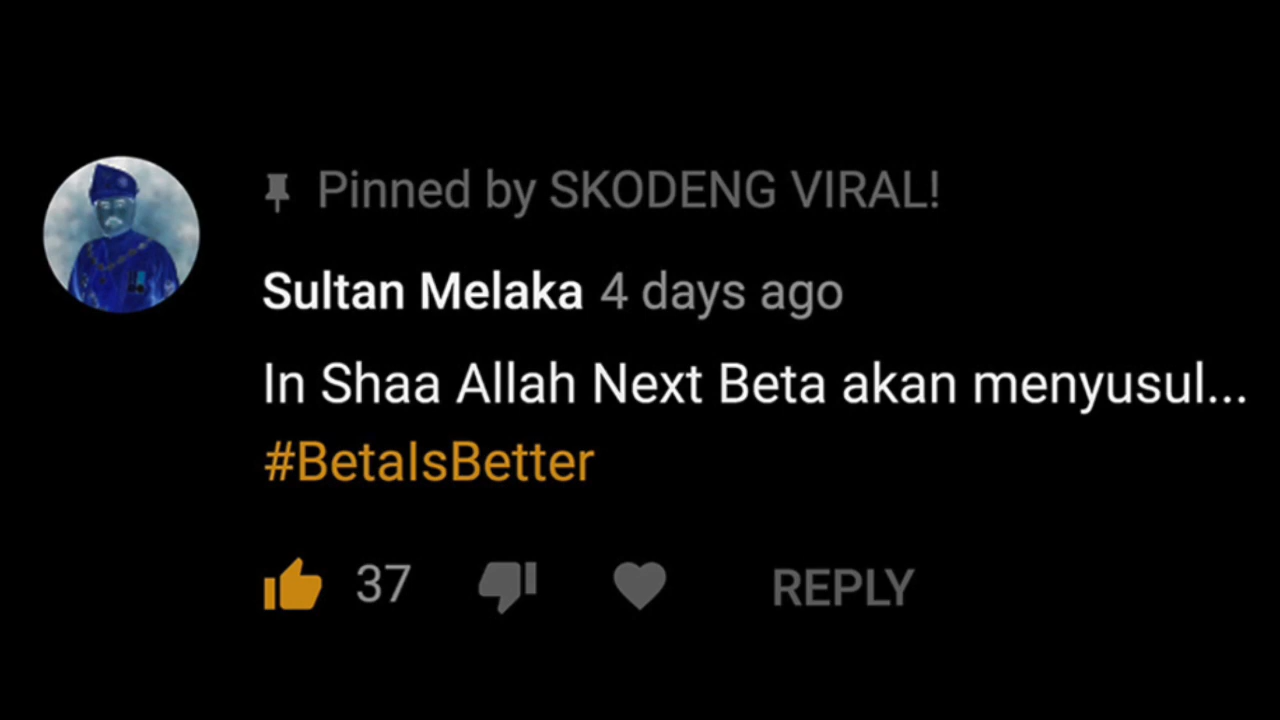 Pinned by SKODENG VIRAL!
Sultan Melaka 4 days ago
In Shaa Allah Next Beta akan menyusul...
#BetaIsBetter
37 REPLY